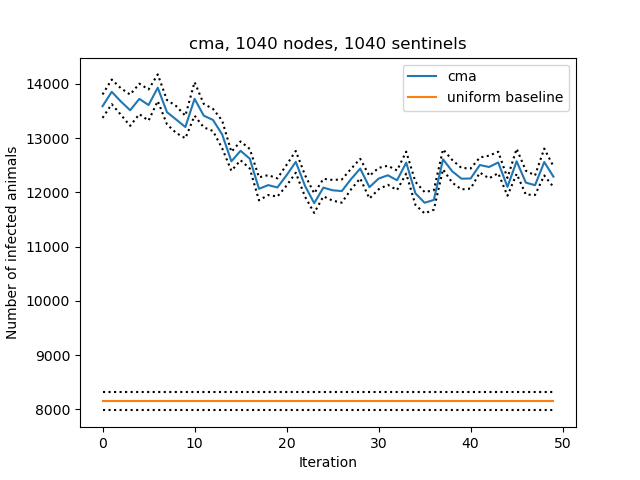 cma, 1040 nodes, 1040 sentinels
cma
uniform baseline
Number of infected animals
14000
13000
12000
11000
10000
9000
8000
0 10 20 30 40 50
Iteration